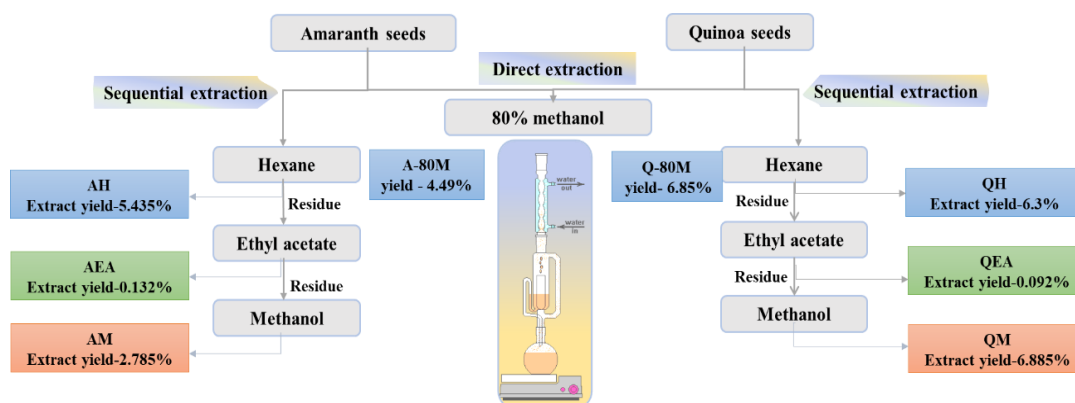 Amaranth seeds
Quinoa seeds
Direct extraction
Sequential extraction
Sequential extraction
80% methanol
Hexane
A-80M
yield - 4.49%
Q-80M
yield- 6.85%
Hexane
AH
Extract yield-5.435%
Residue
water
out
Residue
QH
Extract yield-6.3%
Ethyl acetate
water
in
Ethyl acetate
AEA
Extract yield-0.132%
Residue
Residue
QEA
Extract yield-0.092%
Methanol
Methanol
AM
Extract yield-2.785%
QM
Extract yield-6.885%